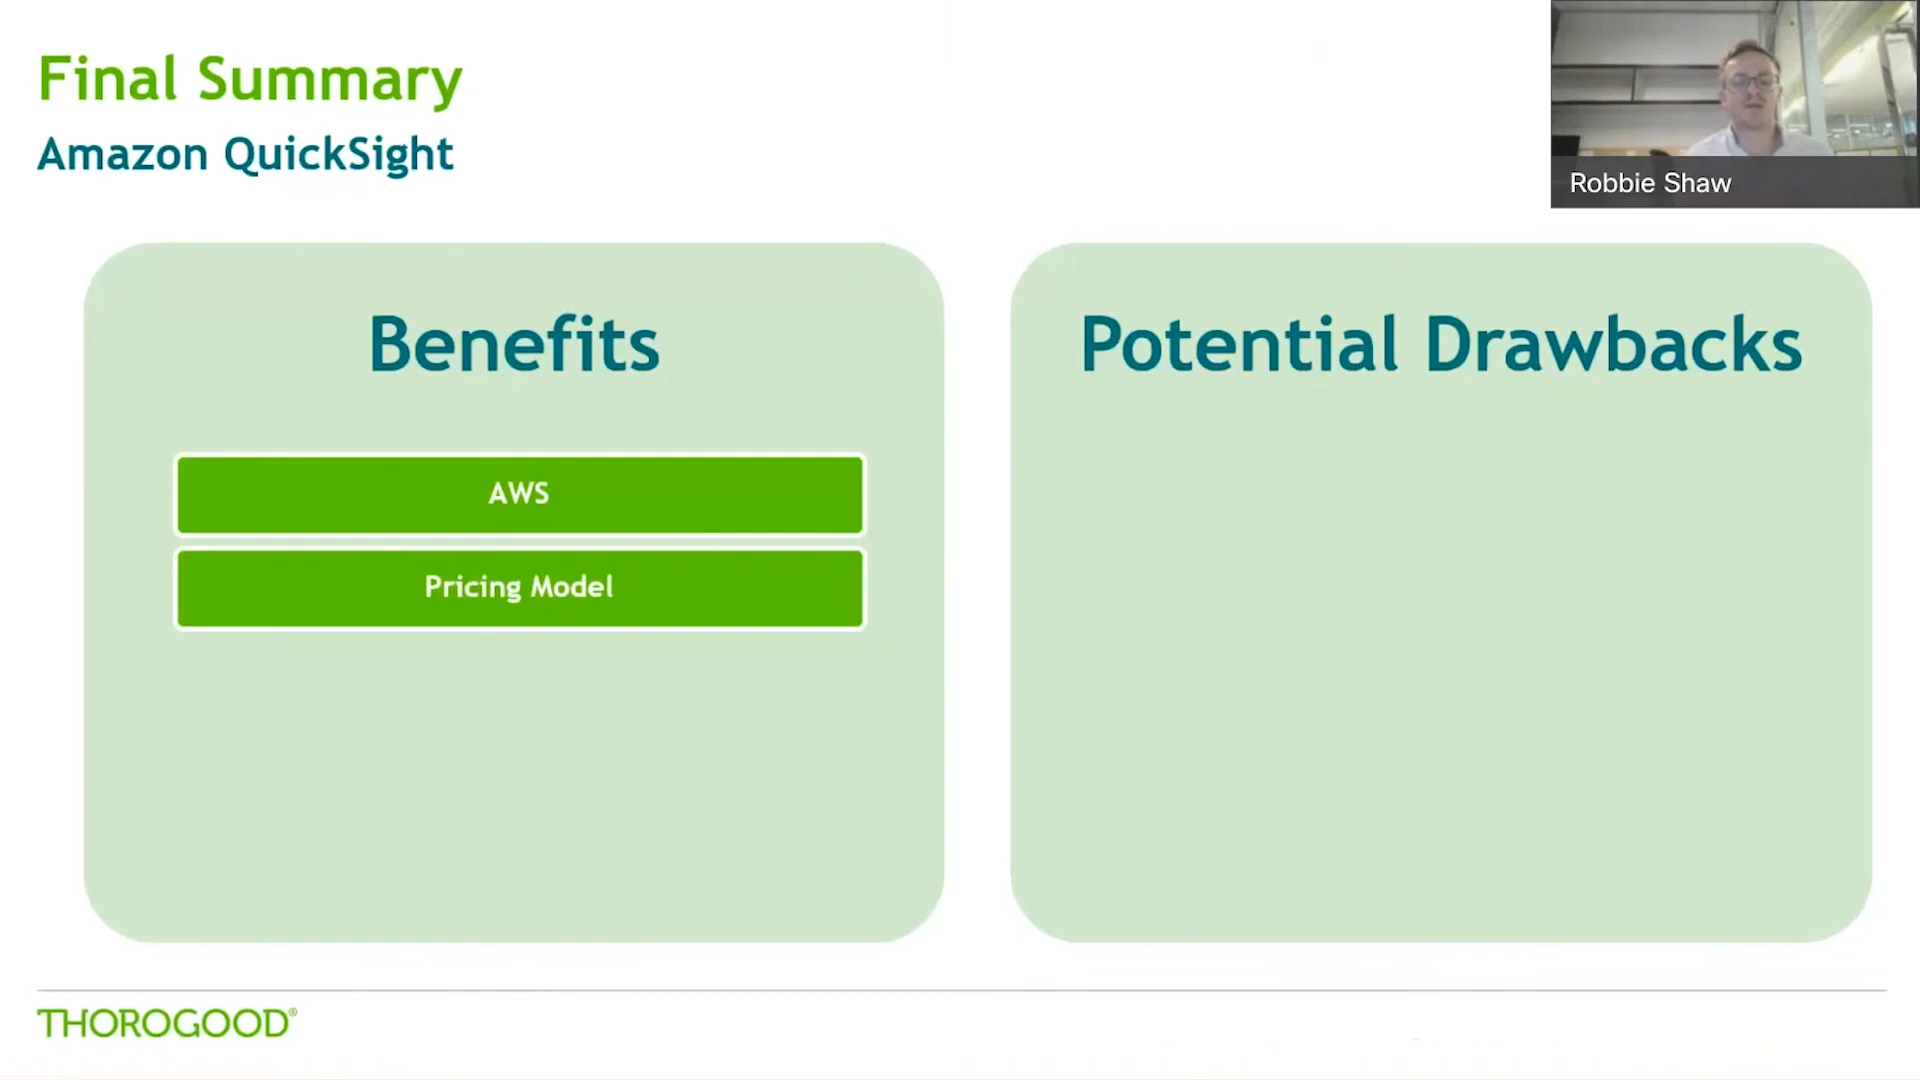 Final Summary
Amazon QuickSight
Robbie Shaw
Benefits
AWS
Pricing Model
Potential Drawbacks
THOROGOOD®